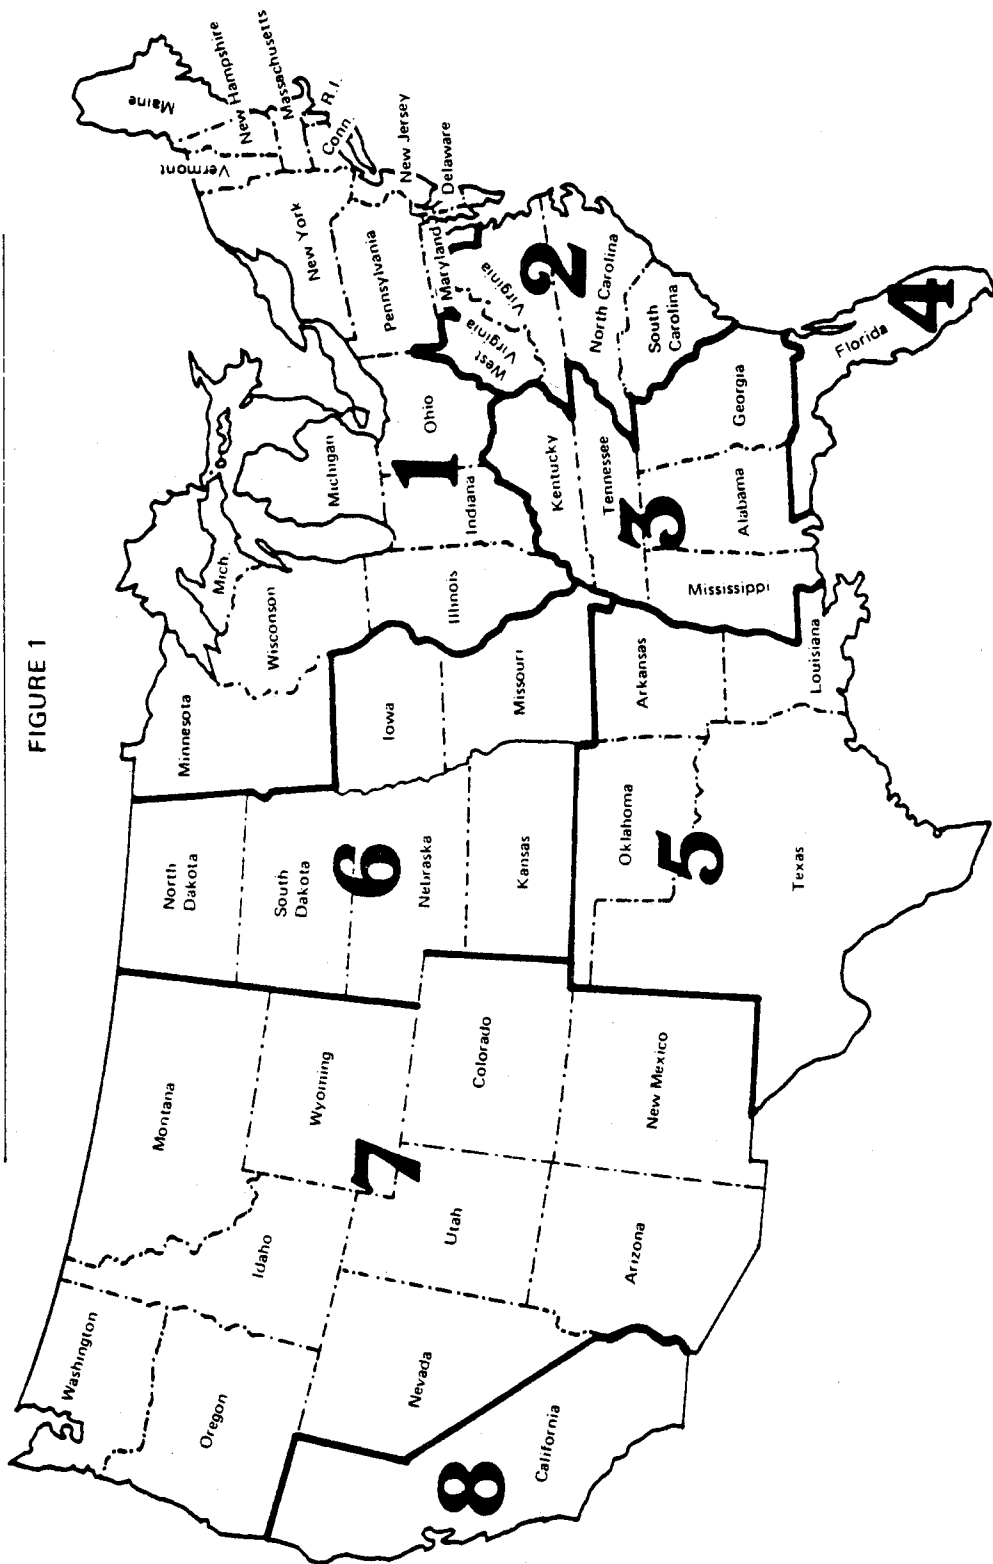 FIGURE 1
Washington
Oregon
California
8
Nevada
Idaho
Montana
Wyoming
7
Utah
Colorado
Arizona
New Mexico
North
Dakota
South
Dakota
6
Nebraska
Kansas
Minnesota
Iowa
Missouri
Oklahoma
5
Texas
Arkansas
Louisiana
Wisconsin
Mich.
Michigan
Illinois
Indiana
1
Ohio
Kentucky
Tennessee
3
Mississippi
Alabama
Georgia
Florida
4
South
Carolina
North Carolina
2
Virginia
West
Virginia
Maryland
Delaware
New Jersey
Pennsylvania
New York
Conn.
R.I.
Massachusetts
New Hampshire
Vermont
Maine